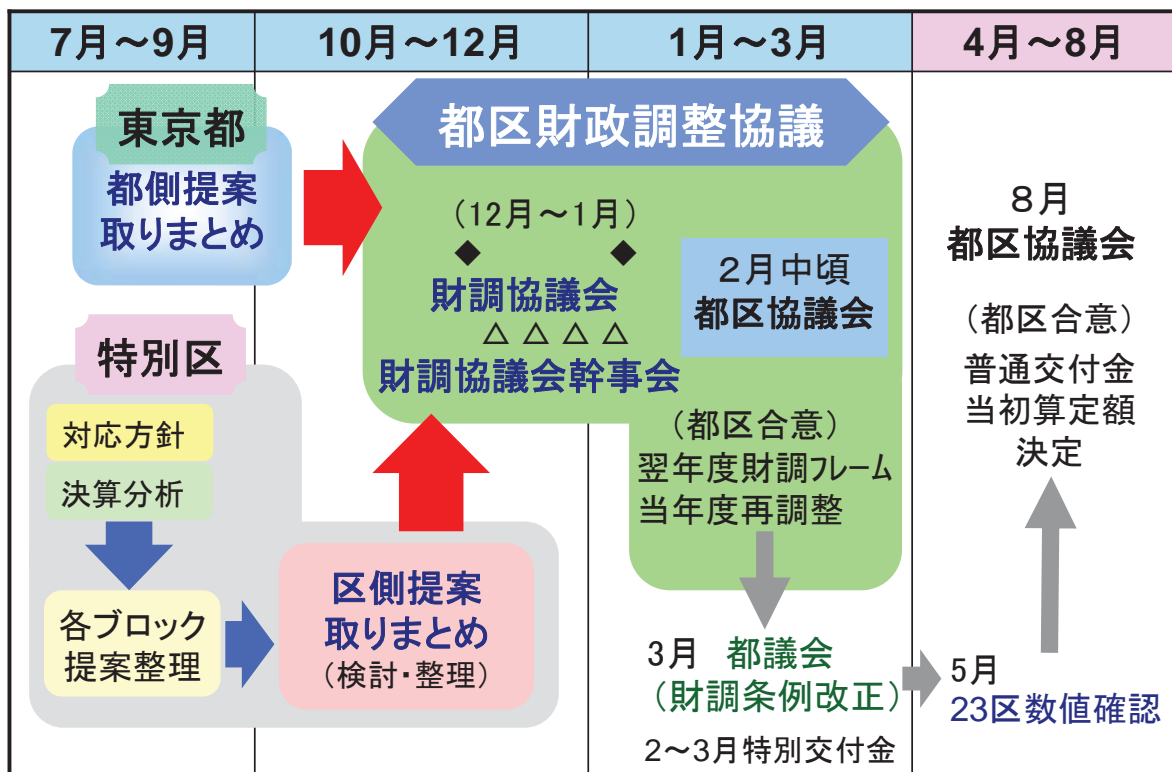 7月～9月
10月～12月
1月～3月
4月～8月
東京都
都側提案
取りまとめ
特別区
対応方針
決算分析
各ブロック
提案整理
区側提案
取りまとめ
(検討・整理)
都区財政調整協議
(12月～1月)
◆ ◆
財調協議会
△ △ △ △
財調協議会幹事会
２月中頃
都区協議会
(都区合意)
翌年度財調フレーム
当年度再調整
3月 都議会
(財調条例改正)
2～3月特別交付金
5月
23区数値確認
８月
都区協議会
(都区合意)
普通交付金
当初算定額
決定